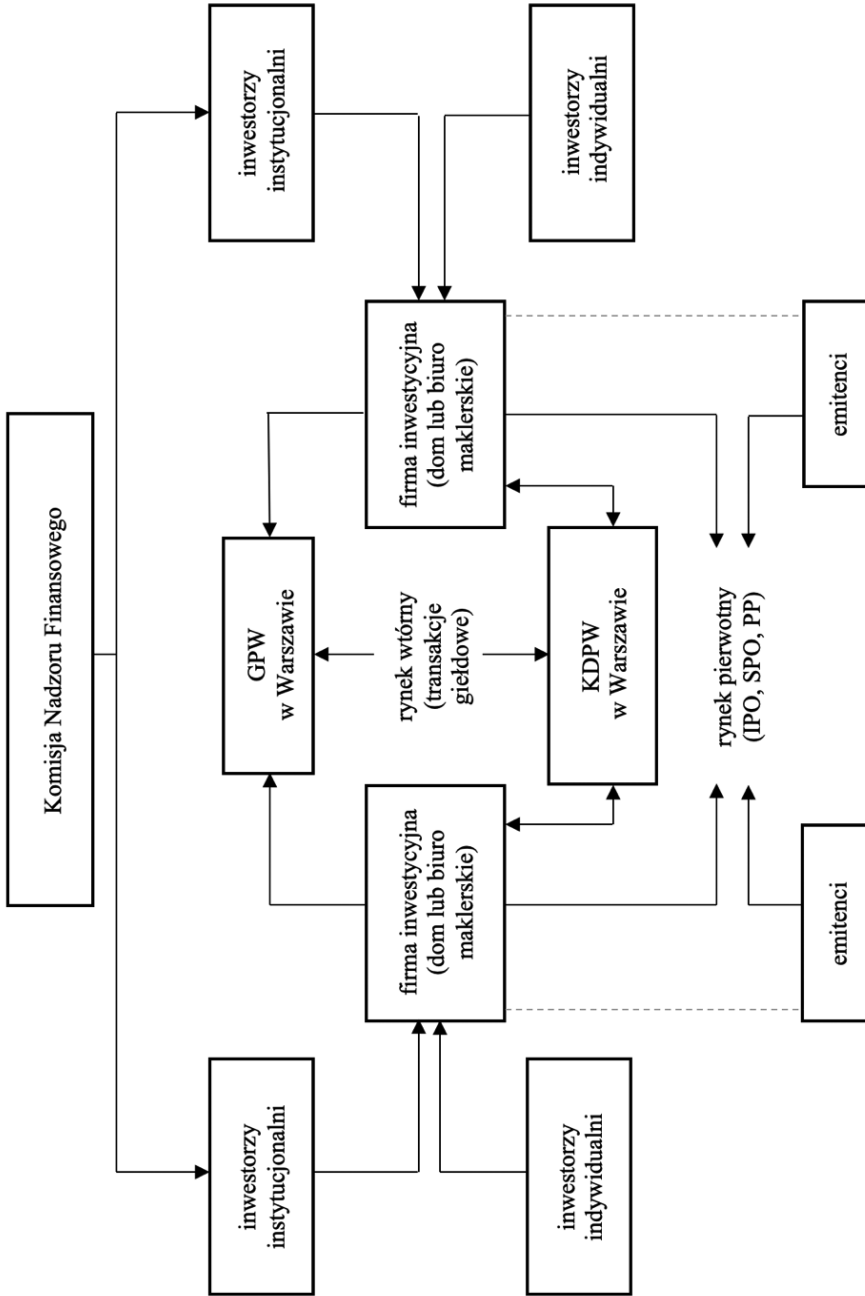 Komisja Nadzoru Finansowego
inwestorzy
instytucjonalni
GPW
w Warszawie
inwestorzy
instytucjonalni
firma inwestycyjna
(dom lub biuro
maklerskie)
rynek wtórny
(transakcje
giełdowe)
firma inwestycyjna
(dom lub biuro
maklerskie)
inwestorzy
indywidualni
KDPW
w Warszawie
inwestorzy
indywidualni
rynek pierwotny
(IPO, SPO, PP)
emitenci
emitenci